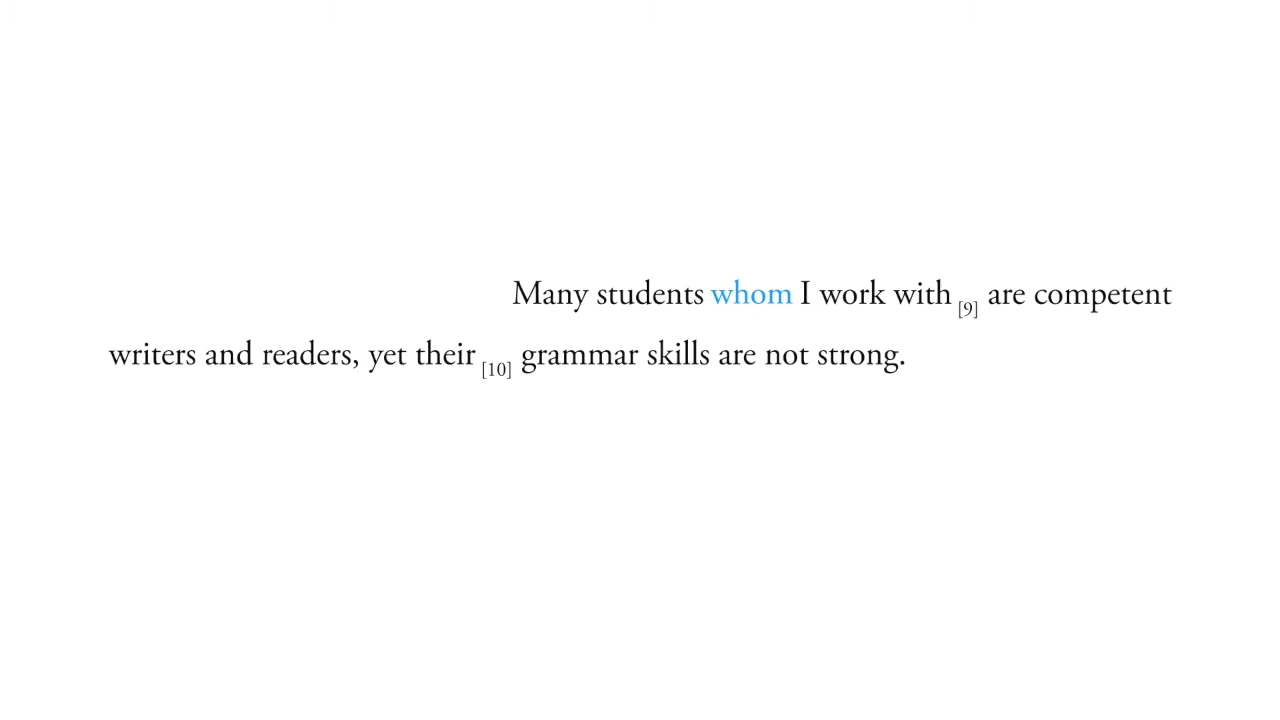 Many students whom I work with [9] are competent
writers and readers, yet their [10] grammar skills are not strong.